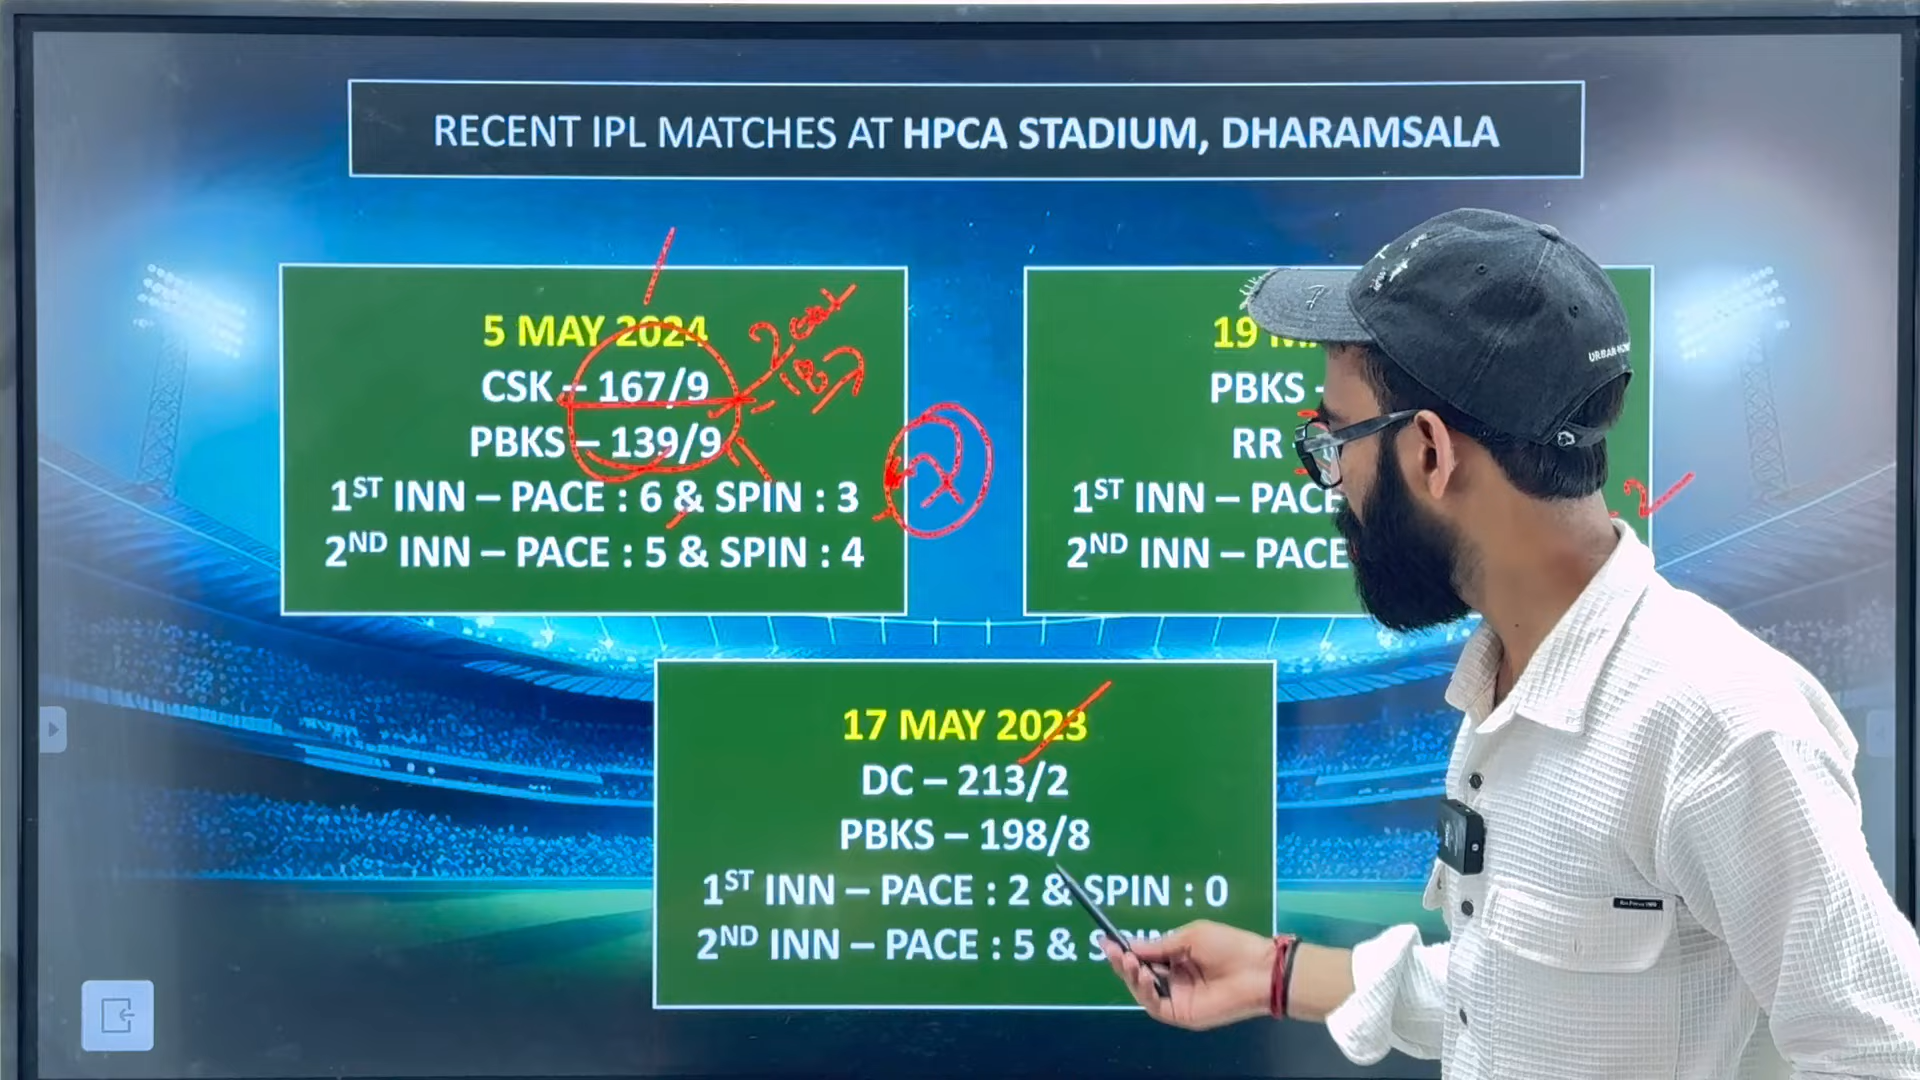 RECENT IPL MATCHES AT HPCA STADIUM, DHARAMSALA
5 MAY 2024
CSK – 167/9
PBKS – 139/9
1ST INN – PACE : 6 & SPIN : 3
2ND INN – PACE : 5 & SPIN : 4
2
19
PBKS -
RR
1ST INN – PACE
2ND INN – PACE
2
17 MAY 2023
DC – 213/2
PBKS – 198/8
1ST INN – PACE : 2 & SPIN : 0
2ND INN – PACE : 5 &